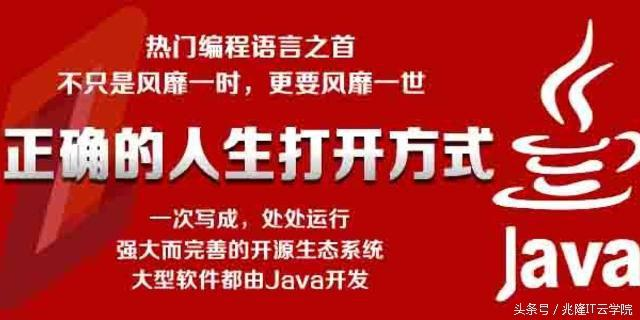 热门编程语言之首
不只是风靡一时，更要风靡一世
正确的人生打开方式
一次写成，处处运行
强大而完善的开源生态系统
大型软件都由Java开发
Java
头条号／兆隆IT云学院